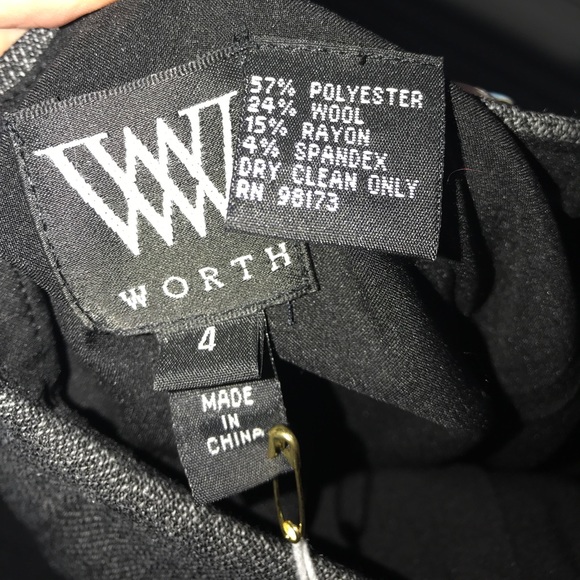 W
WORTH
57% POLYESTER
24% WOOL
15% RAYON
4% SPANDEX
DRY CLEAN ONLY
RN 98173
4
MADE
IN
CHINA